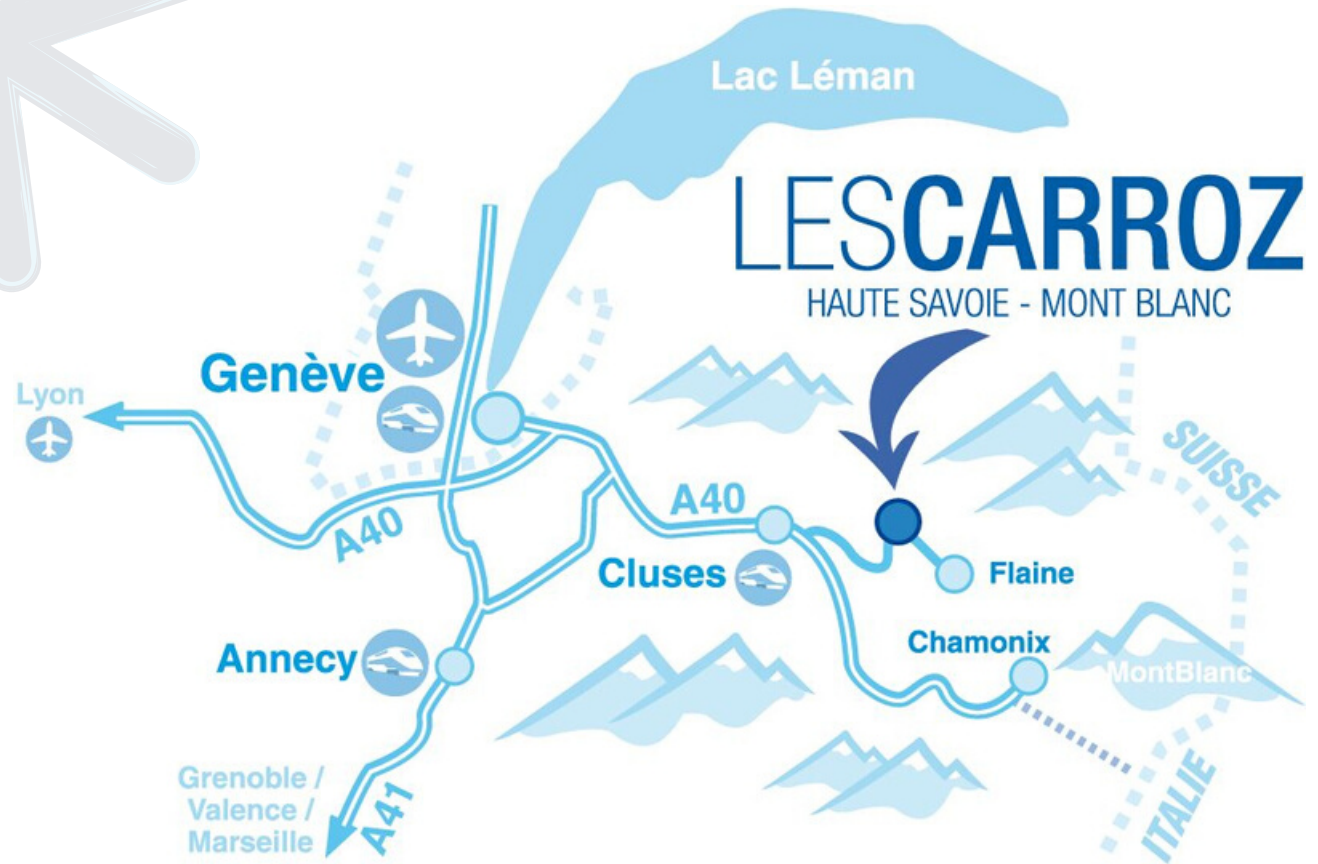 Lac Léman
LESCARROZ
HAUTE SAVOIE - MONT BLANC
Genève
Lyon
SUISSE
A40
A40
Cluses
Flaine
Chamonix
Annecy
MontBlanc
Grenoble /
Valence /
Marseille
A41
ITALIE